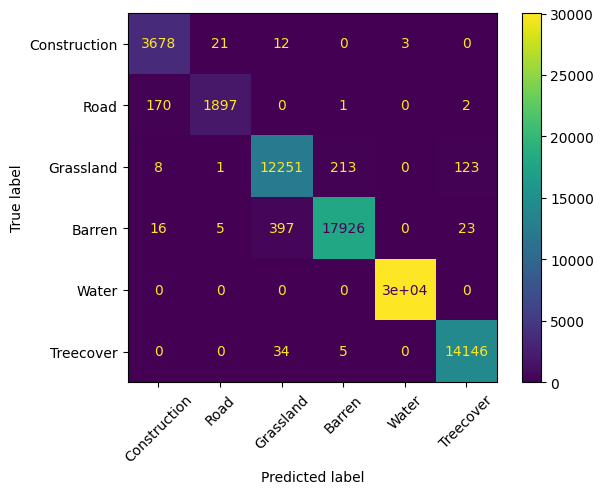 Construction 3678 21 12 0 3 0
Road 170 1897 0 1 0 2
Grassland 8 1 12251 213 0 123
Barren 16 5 397 17926 0 23
Water 0 0 0 0 3e+04 0
Treecover 0 0 34 5 0 14146
True label
Construction Road Grassland Barren Water Treecover
Predicted label
30000
25000
20000
15000
10000
5000
0